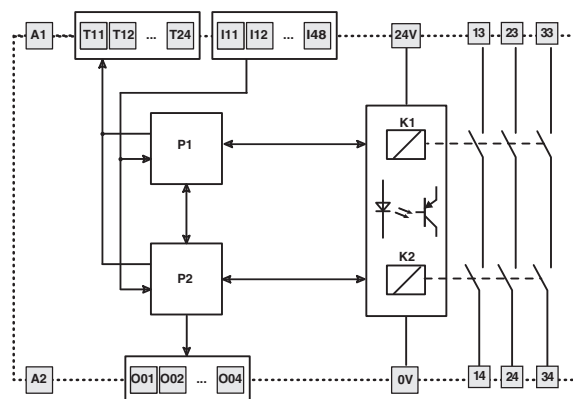 A1 T11 T12 ... T24 I11 I12 ... I48 24V 13 23 33
K1
P1
K2
P2
A2 O01 O02 ... O04 0V 14 24 34